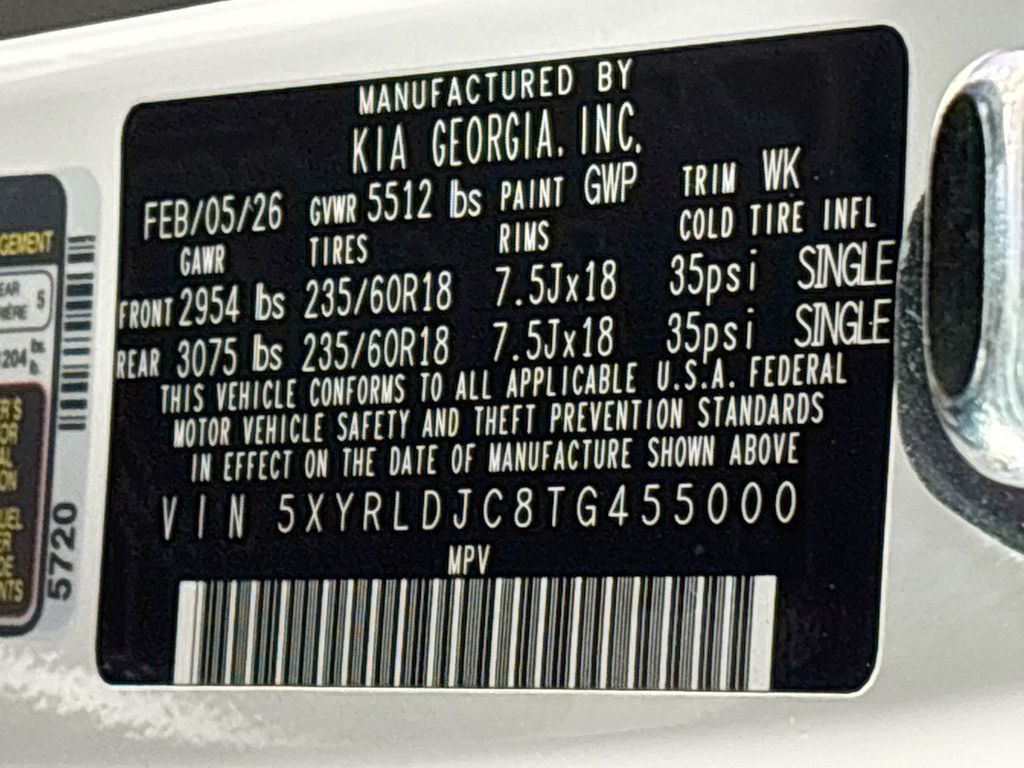 MANUFACTURED BY
KIA GEORGIA, INC.
FEB/05/26 GVWR 5512 lbs PAINT GWP TRIM WK
GAWR TIRES RIMS COLD TIRE INFL
FRONT 2954 lbs 235/60R18 7.5Jx18 35psi SINGLE
REAR 3075 lbs 235/60R18 7.5Jx18 35psi SINGLE
THIS VEHICLE CONFORMS TO ALL APPLICABLE U.S.A. FEDERAL
MOTOR VEHICLE SAFETY AND THEFT PREVENTION STANDARDS
IN EFFECT ON THE DATE OF MANUFACTURE SHOWN ABOVE
VIN 5XYRLDJC8TG455000
MPV
5720